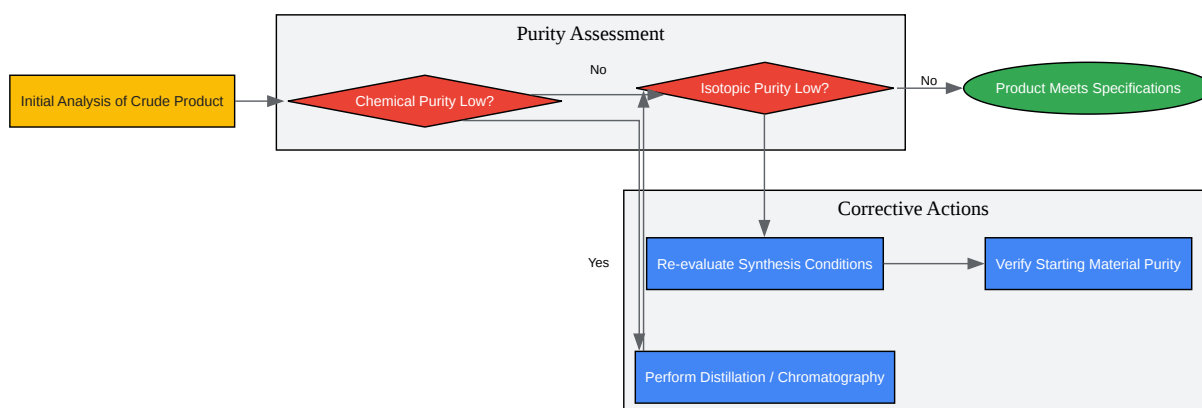 Purity Assessment
Initial Analysis of Crude Product
Chemical Purity Low?
No
Isotopic Purity Low?
No
Product Meets Specifications
Corrective Actions
Yes
Re-evaluate Synthesis Conditions
Verify Starting Material Purity
Perform Distillation / Chromatography